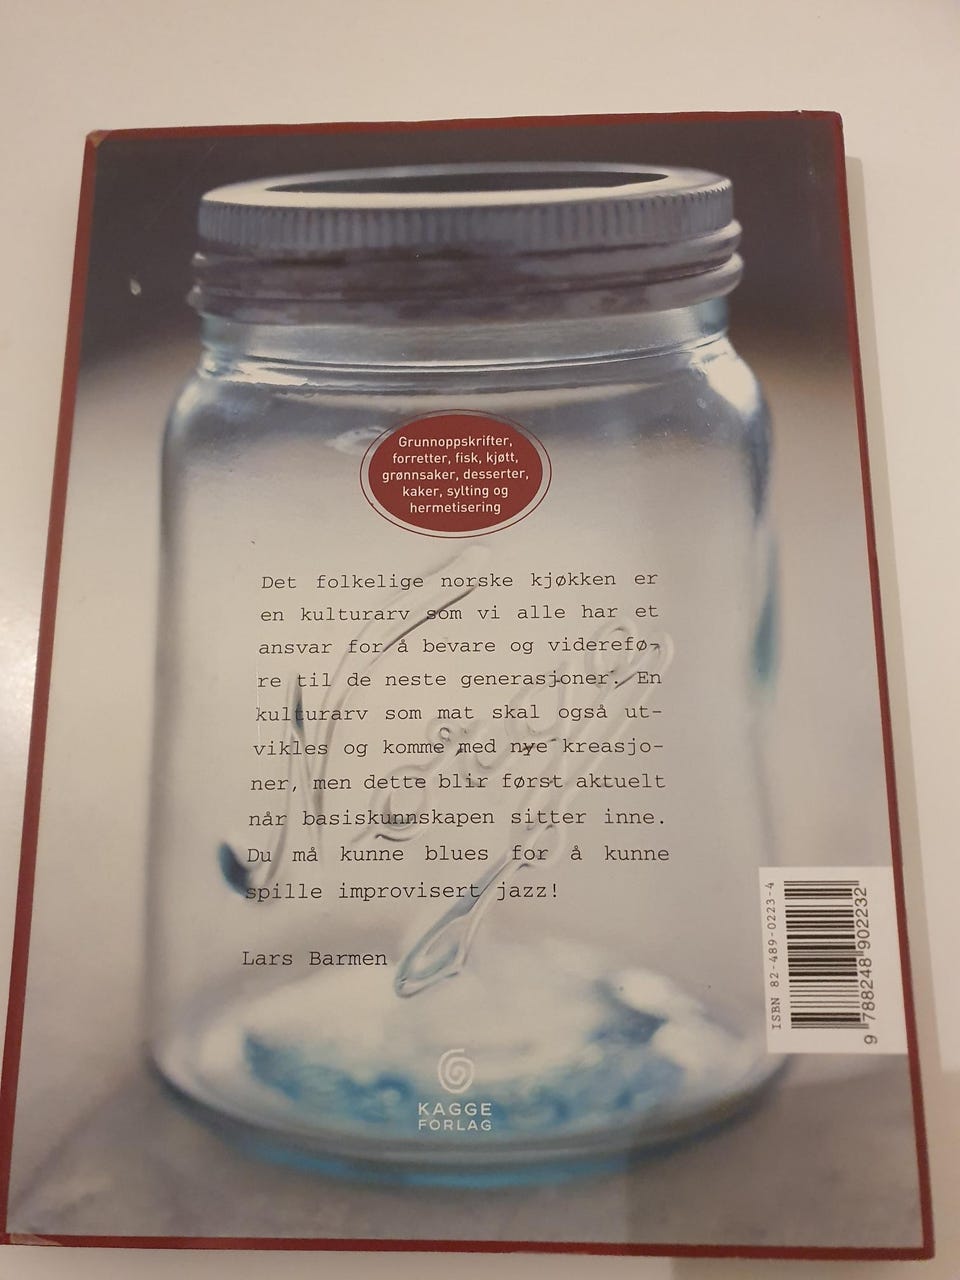 Grunnoppskrifter,
forretter, fisk, kjøtt,
grønnsaker, desserter,
kaker, sylting og
hermetisering
Det folkelige norske kjøkken er
en kulturarv som vi alle har et
ansvar for å bevare og viderefø-
re til de neste generasjoner. En
kulturarv som mat skal også ut-
vikles og komme med nye kreasjo-
ner, men dette blir først aktuelt
når basiskunnskapen sitter inne.
Du må kunne blues for å kunne
spille improvisert jazz!
Lars Barmen
Norge
ISBN 82-489-0223-4
9 788248 902232
KAGGE
FORLAG